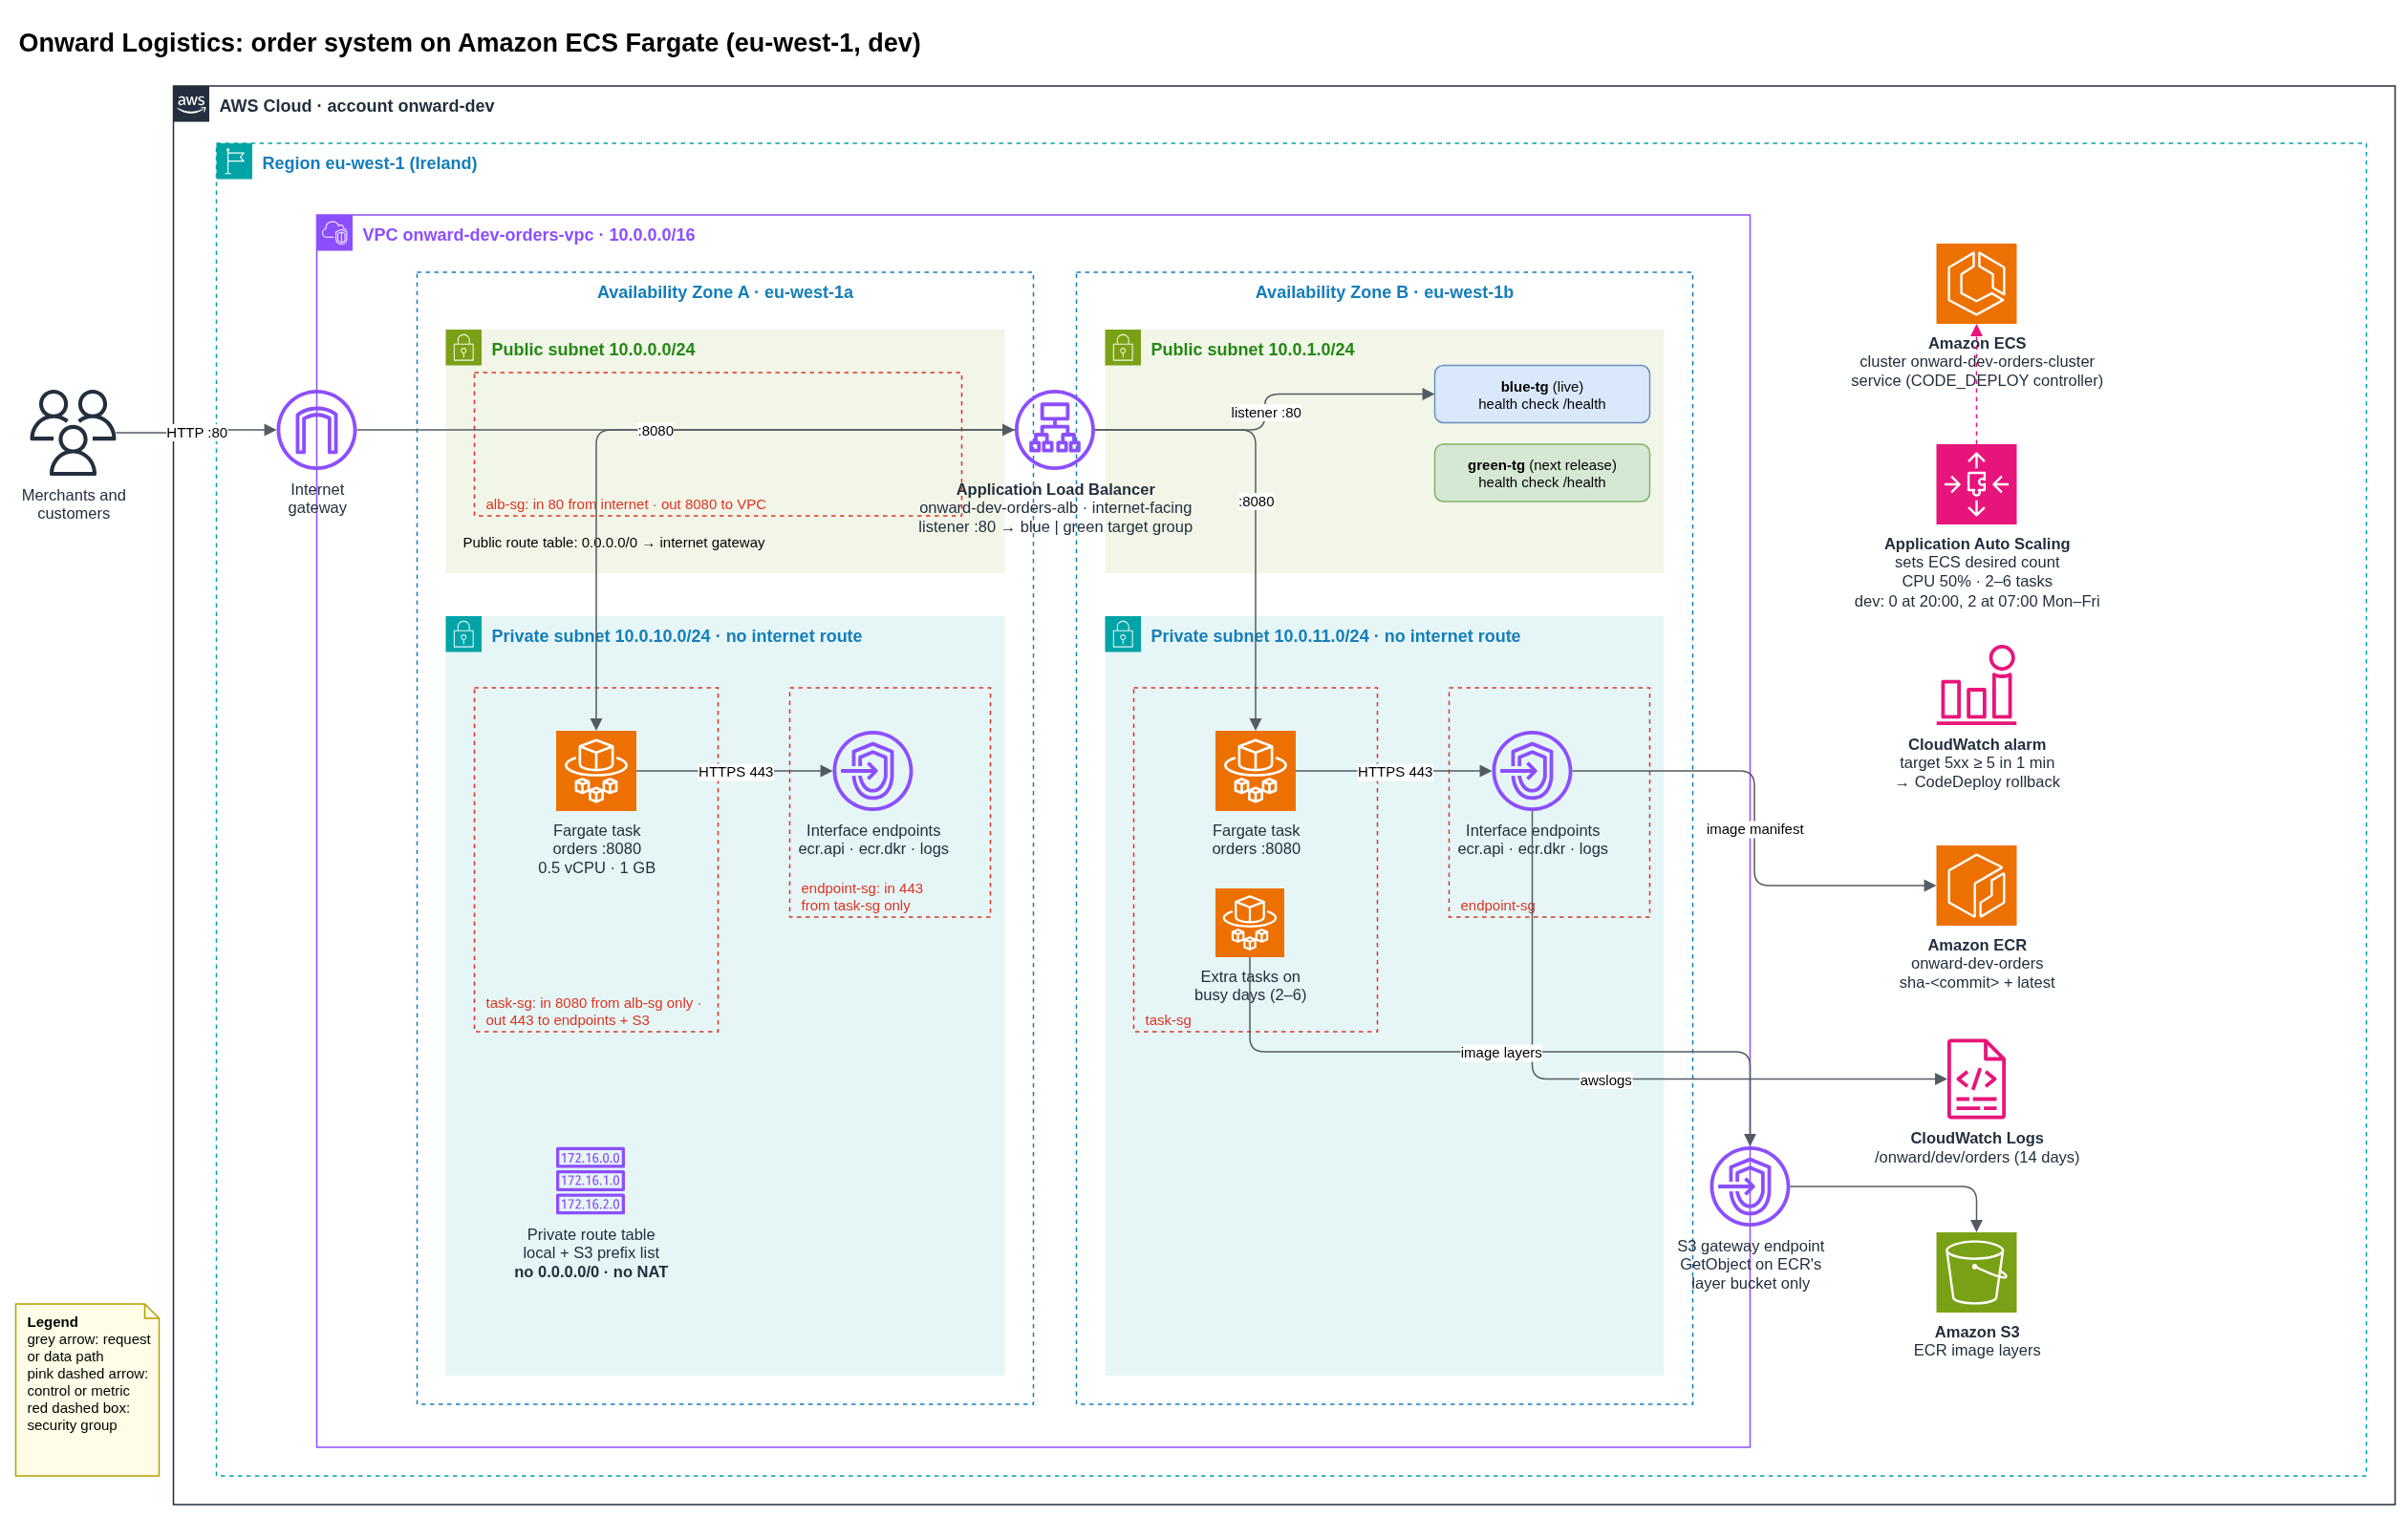 Onward Logistics: order system on Amazon ECS Fargate (eu-west-1, dev)
aws
AWS Cloud · account onward-dev
Region eu-west-1 (Ireland)
VPC onward-dev-orders-vpc · 10.0.0.0/16
Availability Zone A · eu-west-1a
Availability Zone B · eu-west-1b
Public subnet 10.0.0.0/24
Public subnet 10.0.1.0/24
Merchants and
customers
HTTP :80
Internet
gateway
:8080
alb-sg: in 80 from internet · out 8080 to VPC
Public route table: 0.0.0.0/0 → internet gateway
Application Load Balancer
onward-dev-orders-alb · internet-facing
listener :80 → blue | green target group
listener :80
:8080
blue-tg (live)
health check /health
green-tg (next release)
health check /health
Private subnet 10.0.10.0/24 · no internet route
Fargate task
orders :8080
0.5 vCPU · 1 GB
HTTPS 443
Interface endpoints
ecr.api · ecr.dkr · logs
endpoint-sg: in 443
from task-sg only
task-sg: in 8080 from alb-sg only ·
out 443 to endpoints + S3
172.16.0.0
172.16.1.0
172.16.2.0
Private route table
local + S3 prefix list
no 0.0.0.0/0 · no NAT
Private subnet 10.0.11.0/24 · no internet route
Fargate task
orders :8080
HTTPS 443
Interface endpoints
ecr.api · ecr.dkr · logs
endpoint-sg
Extra tasks on
busy days (2–6)
task-sg
image manifest
image layers
awslogs
S3 gateway endpoint
GetObject on ECR's
layer bucket only
Amazon ECS
cluster onward-dev-orders-cluster
service (CODE_DEPLOY controller)
Application Auto Scaling
sets ECS desired count
CPU 50% · 2–6 tasks
dev: 0 at 20:00, 2 at 07:00 Mon–Fri
CloudWatch alarm
target 5xx ≥ 5 in 1 min
→ CodeDeploy rollback
Amazon ECR
onward-dev-orders
sha-<commit> + latest
CloudWatch Logs
/onward/dev/orders (14 days)
Amazon S3
ECR image layers
Legend
grey arrow: request
or data path
pink dashed arrow:
control or metric
red dashed box:
security group